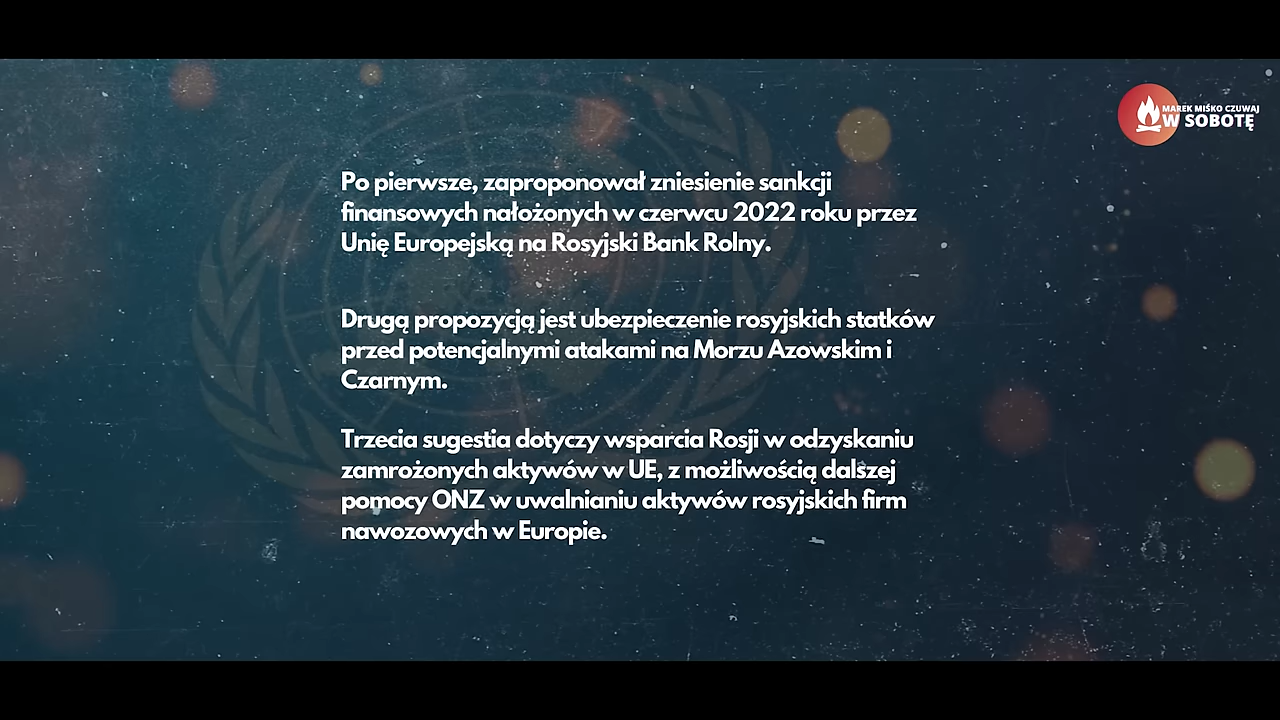 MAREK MIŚKO CZUWAJ
W SOBOTĘ
Po pierwsze, zaproponował zniesienie sankcji
finansowych nałożonych w czerwcu 2022 roku przez
Unię Europejską na Rosyjski Bank Rolny.
Drugą propozycją jest ubezpieczenie rosyjskich statków
przed potencjalnymi atakami na Morzu Azowskim i
Czarnym.
Trzecia sugestia dotyczy wsparcia Rosji w odzyskaniu
zamrożonych aktywów w UE, z możliwością dalszej
pomocy ONZ w uwalnianiu aktywów rosyjskich firm
nawozowych w Europie.